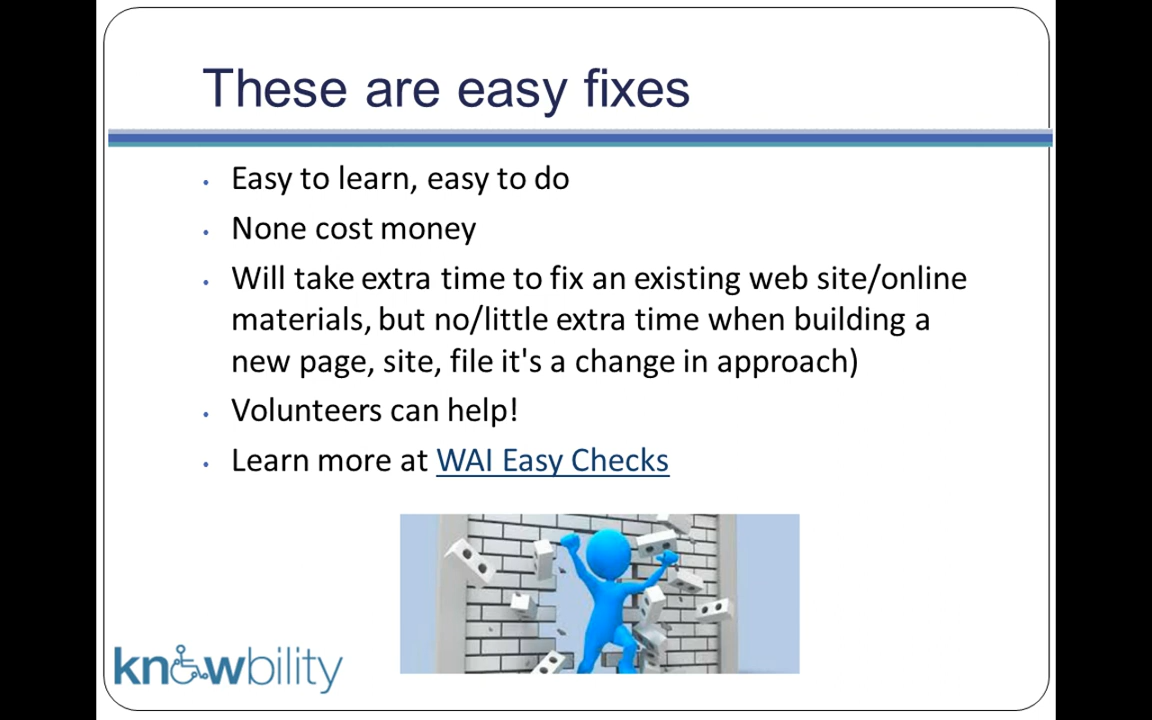 These are easy fixes
• Easy to learn, easy to do
• None cost money
• Will take extra time to fix an existing web site/online
materials, but no/little extra time when building a
new page, site, file it's a change in approach)
• Volunteers can help!
• Learn more at WAI Easy Checks
knowbility